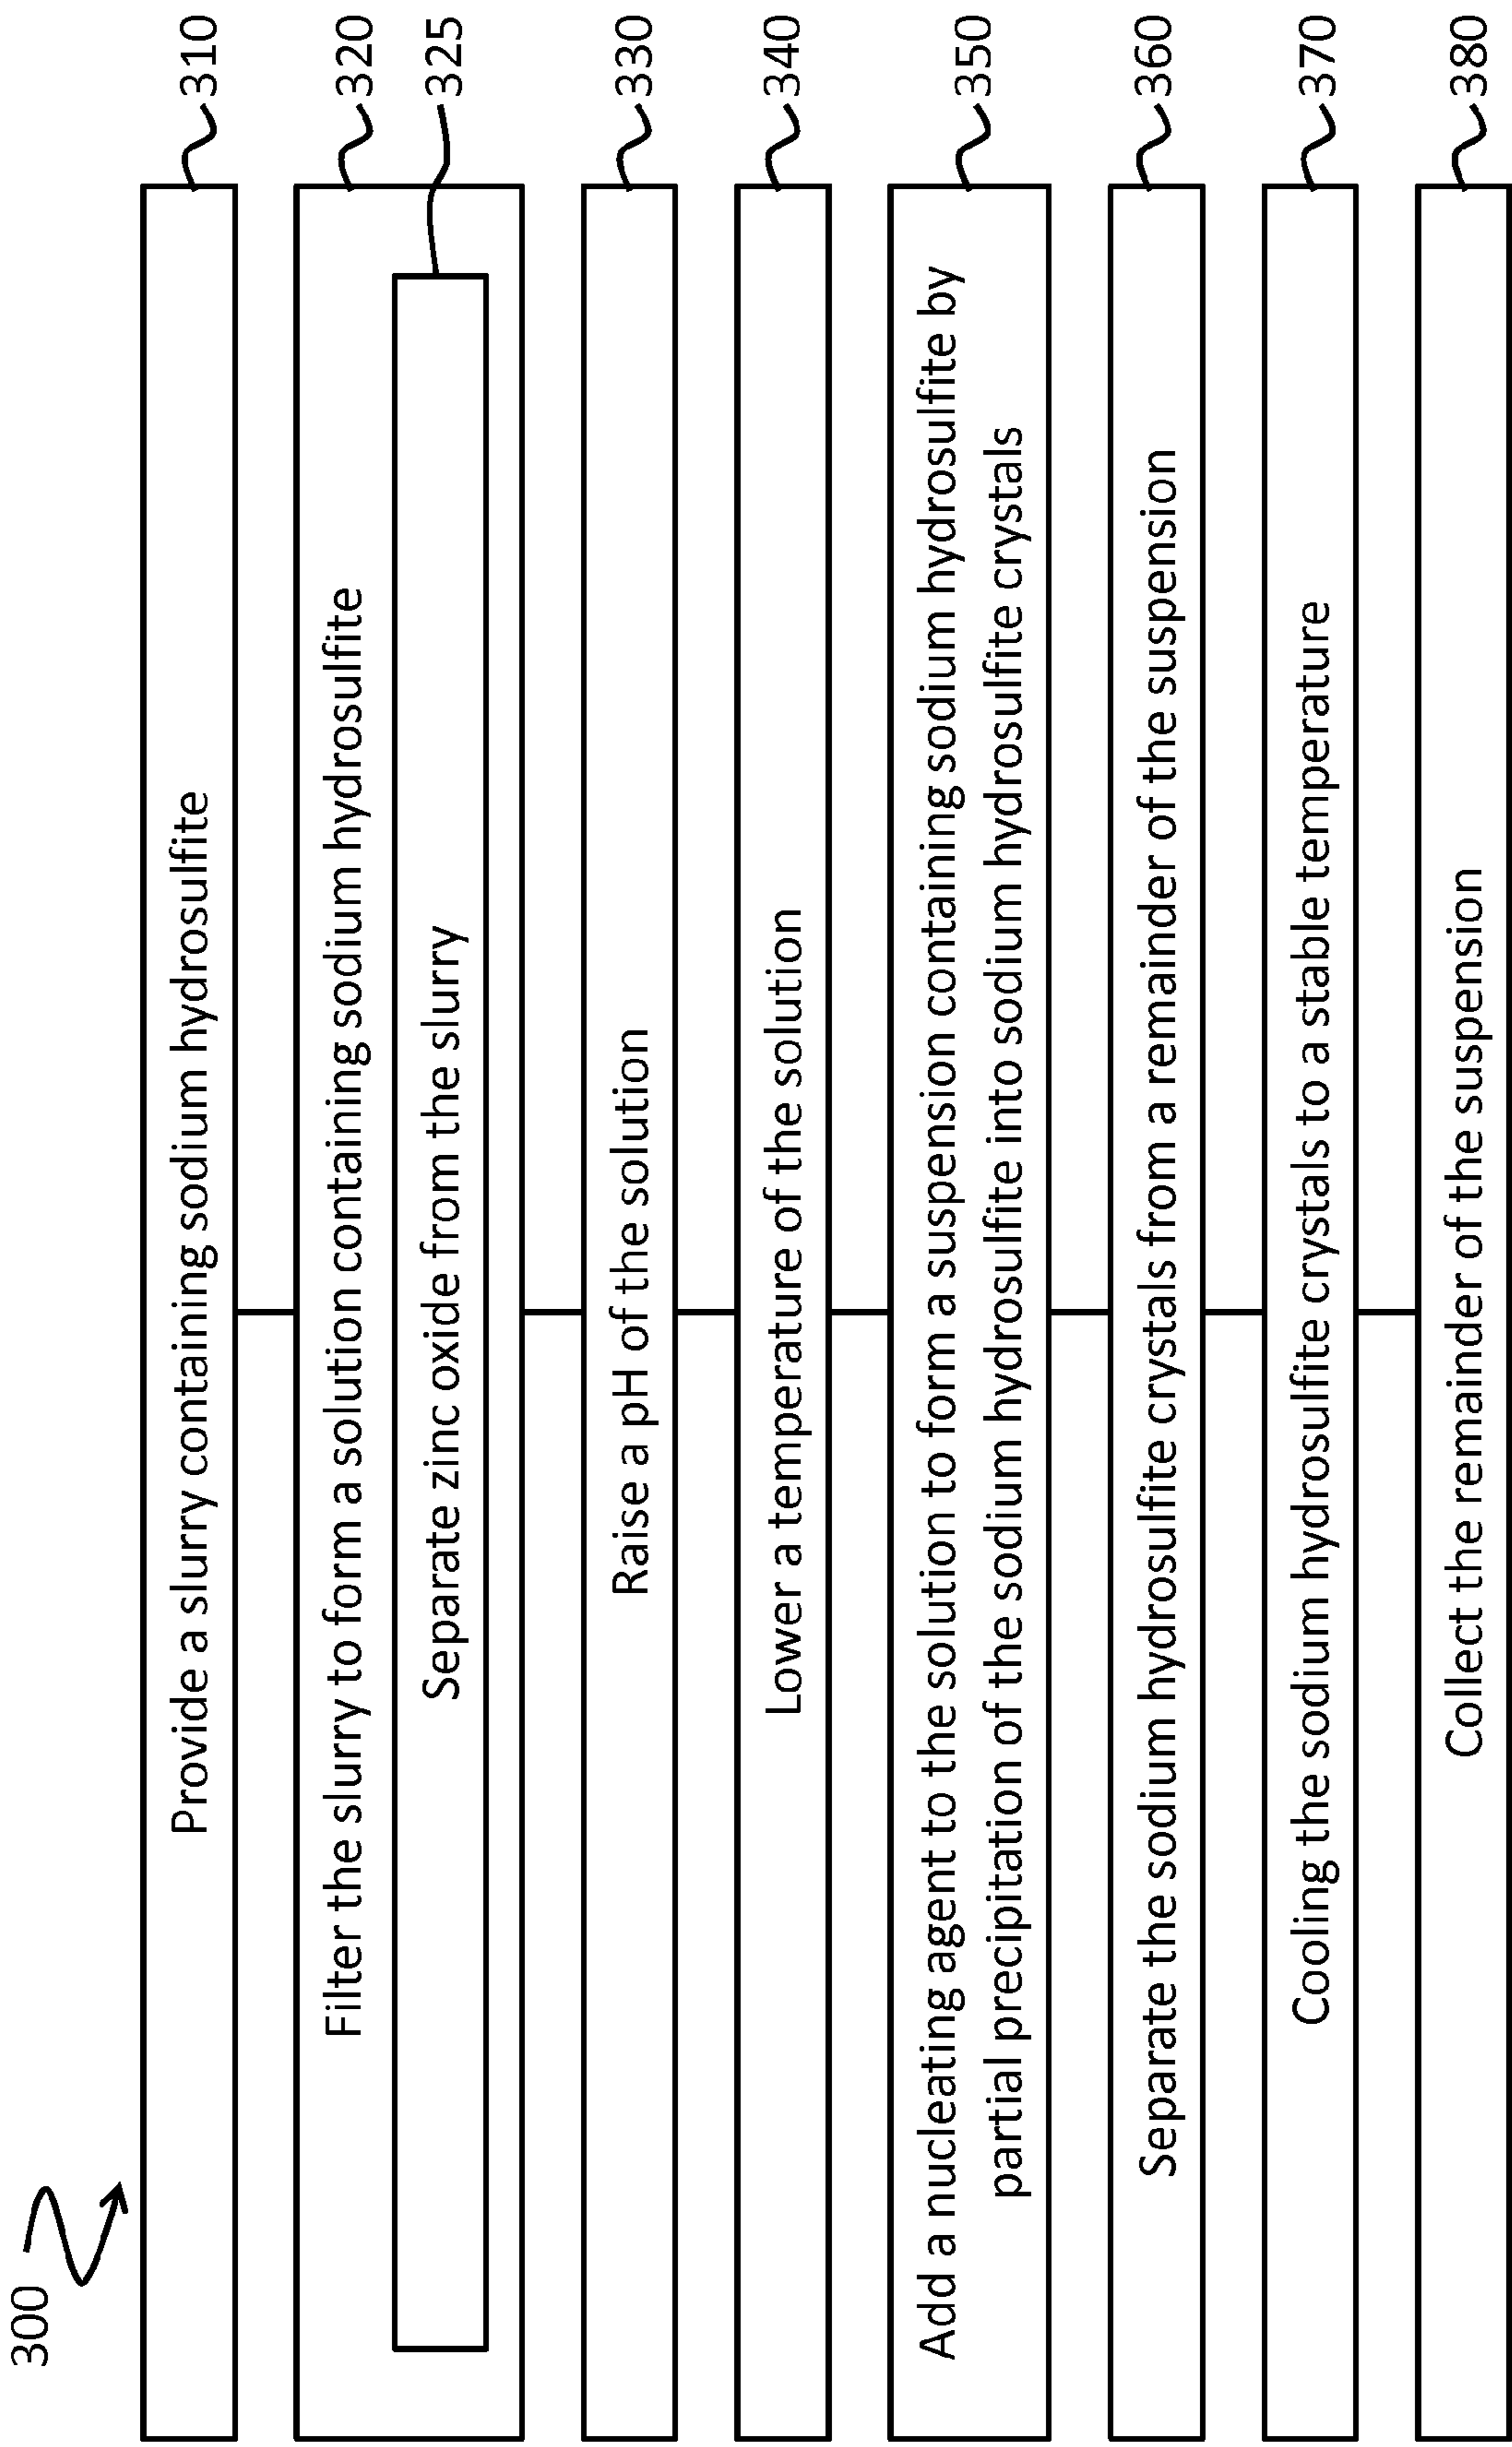 300
Provide a slurry containing sodium hydrosulfite
310
Filter the slurry to form a solution containing sodium hydrosulfite
320
Separate zinc oxide from the slurry
325
Raise a pH of the solution
330
Lower a temperature of the solution
340
Add a nucleating agent to the solution to form a suspension containing sodium hydrosulfite by
partial precipitation of the sodium hydrosulfite into sodium hydrosulfite crystals
350
Separate the sodium hydrosulfite crystals from a remainder of the suspension
360
Cooling the sodium hydrosulfite crystals to a stable temperature
370
Collect the remainder of the suspension
380